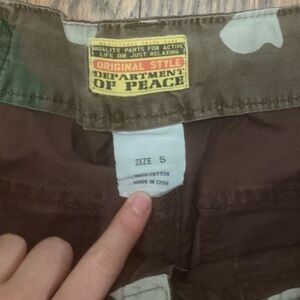 QUALITY PANTS FOR ACTIVE
LIFE OR JUST RELAXING
ORIGINAL STYLE
DEPARTMENT
OF PEACE
SIZE 5
100% COTTON
MADE IN CHINA